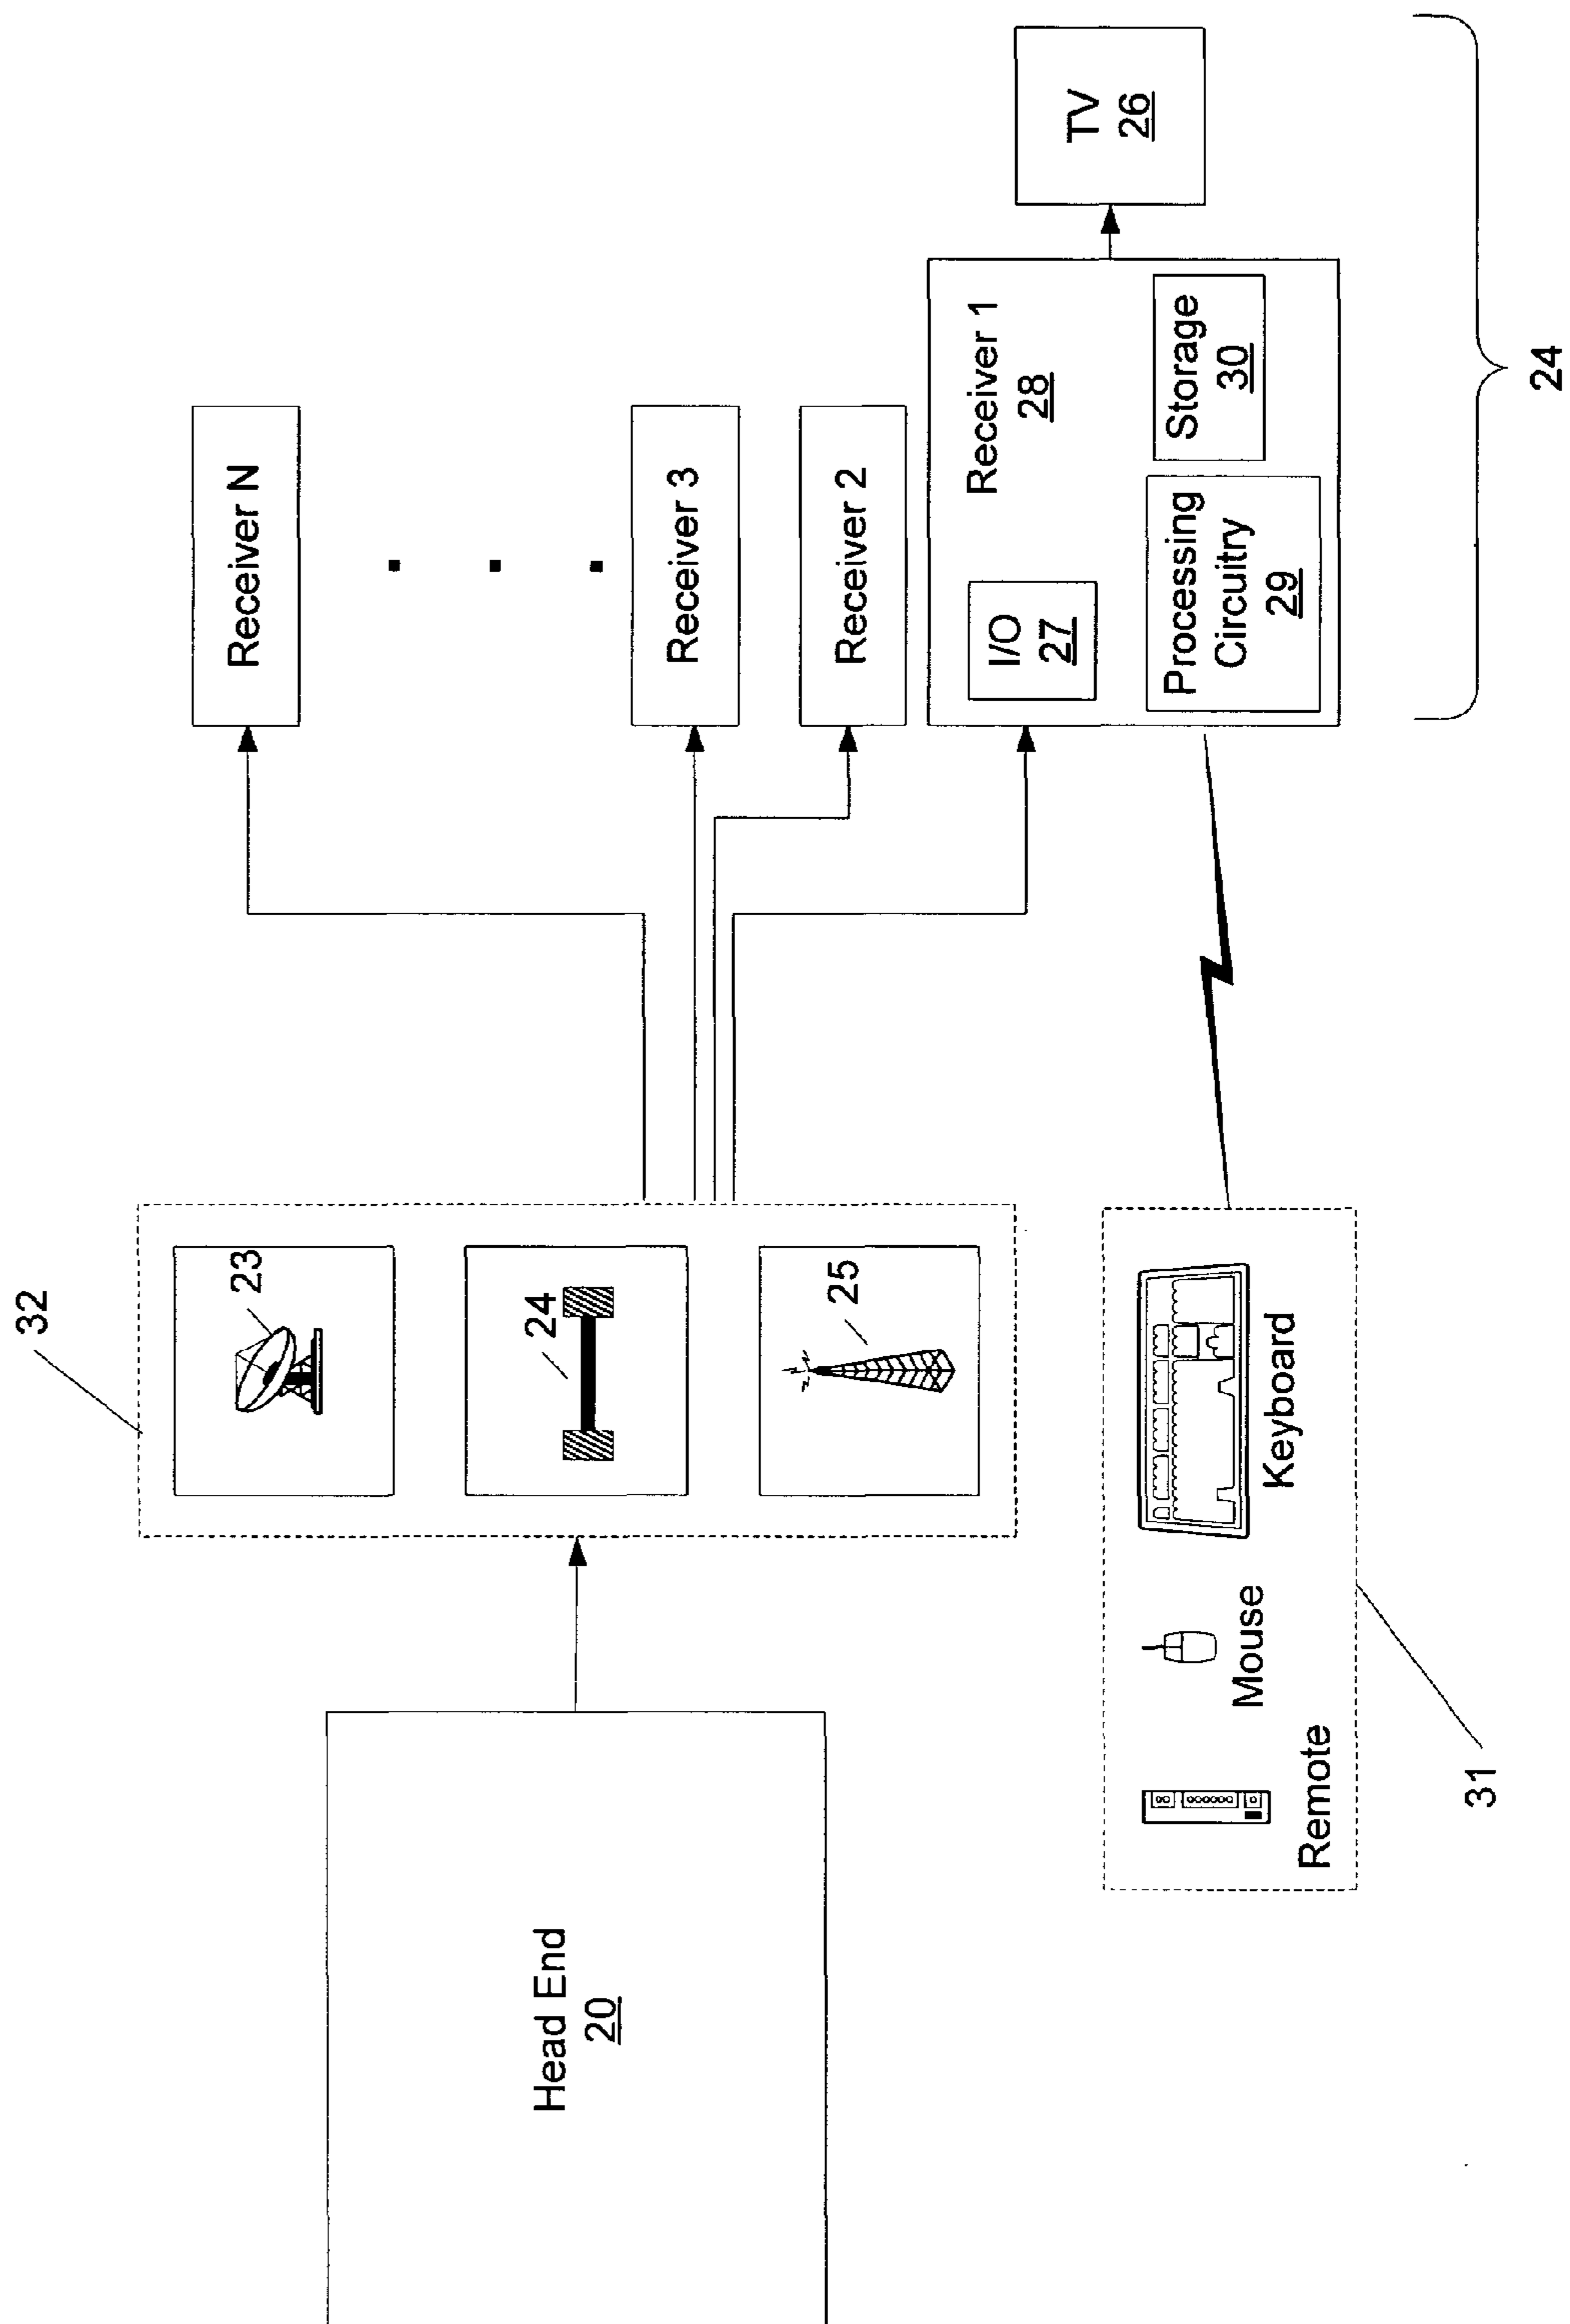 Head End
20
32
23
24
25
Receiver N
Receiver 3
Receiver 2
Receiver 1
28
I/O
27
Processing
Circuitry
29
Storage
30
TV
26
24
Remote
Mouse
Keyboard
31